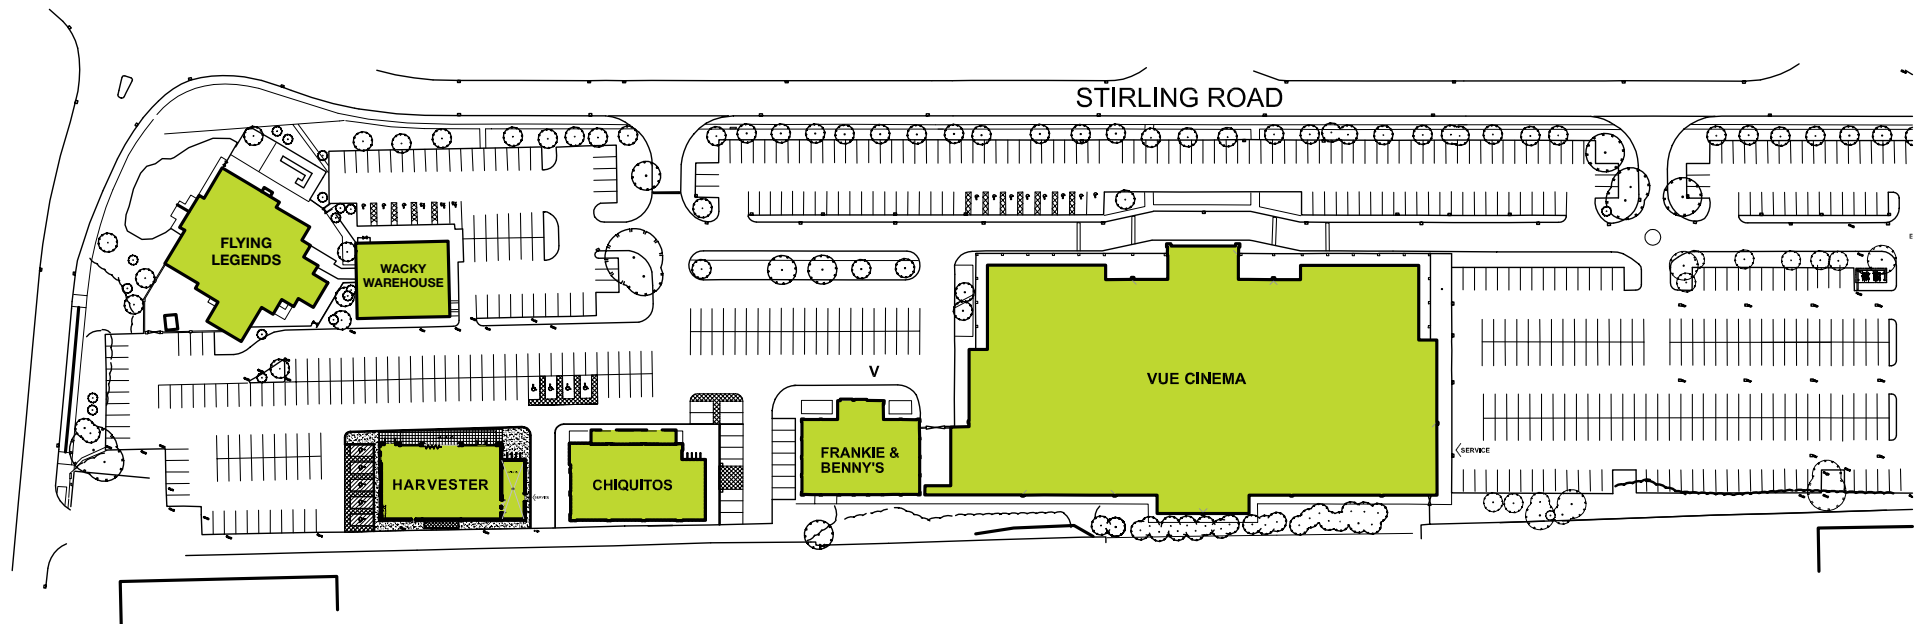 STIRLING ROAD
FLYING
LEGENDS
WACKY
WAREHOUSE
V
VUE CINEMA
FRANKIE &
BENNY'S
SERVICE
HARVESTER
CHIQUITOS